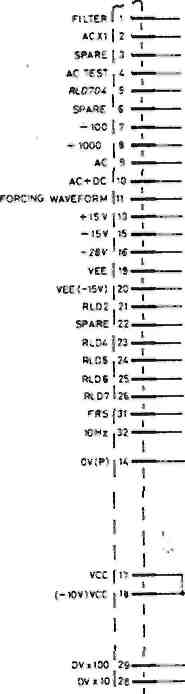 FILTER 1
ACX1 2
SPARE 3
AC TEST 4
RLD704 5
SPARE 6
-100 7
-1000 8
AC 9
AC+DC 10
FORCING WAVEFORM 11
+15V 13
-15V 15
-28V 16
VEE 19
VEE(-15V) 20
RLD2 21
SPARE 22
RLD4 23
RLD5 24
RLD6 25
RLD7 26
FRS 31
10Hz 32
0V(P) 14
VCC 17
(-10V)VCC 18
DV x100 29
DV x10 28